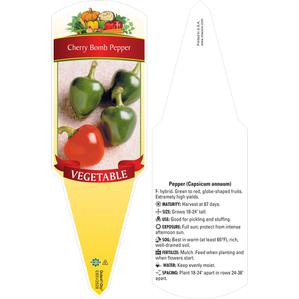 Cherry Bomb Pepper
VEGETABLE
Printed in U.S.A.
Pepper (Capsicum annuum)
F₁ hybrid. Green to red, globe-shaped fruits.
Extremely high yields.
MATURITY: Harvest at 87 days.
SIZE: Grows 18-24" tall.
USE: Good for pickling and stuffing.
EXPOSURE: Full sun; protect from intense
afternoon sun.
SOIL: Best in warm (at least 60°F), rich,
well-drained soil.
FERTILIZE: Mulch. Feed when planting and
when flowers start.
WATER: Keep evenly moist.
SPACING: Plant 18-24" apart in rows 24-36"
apart.